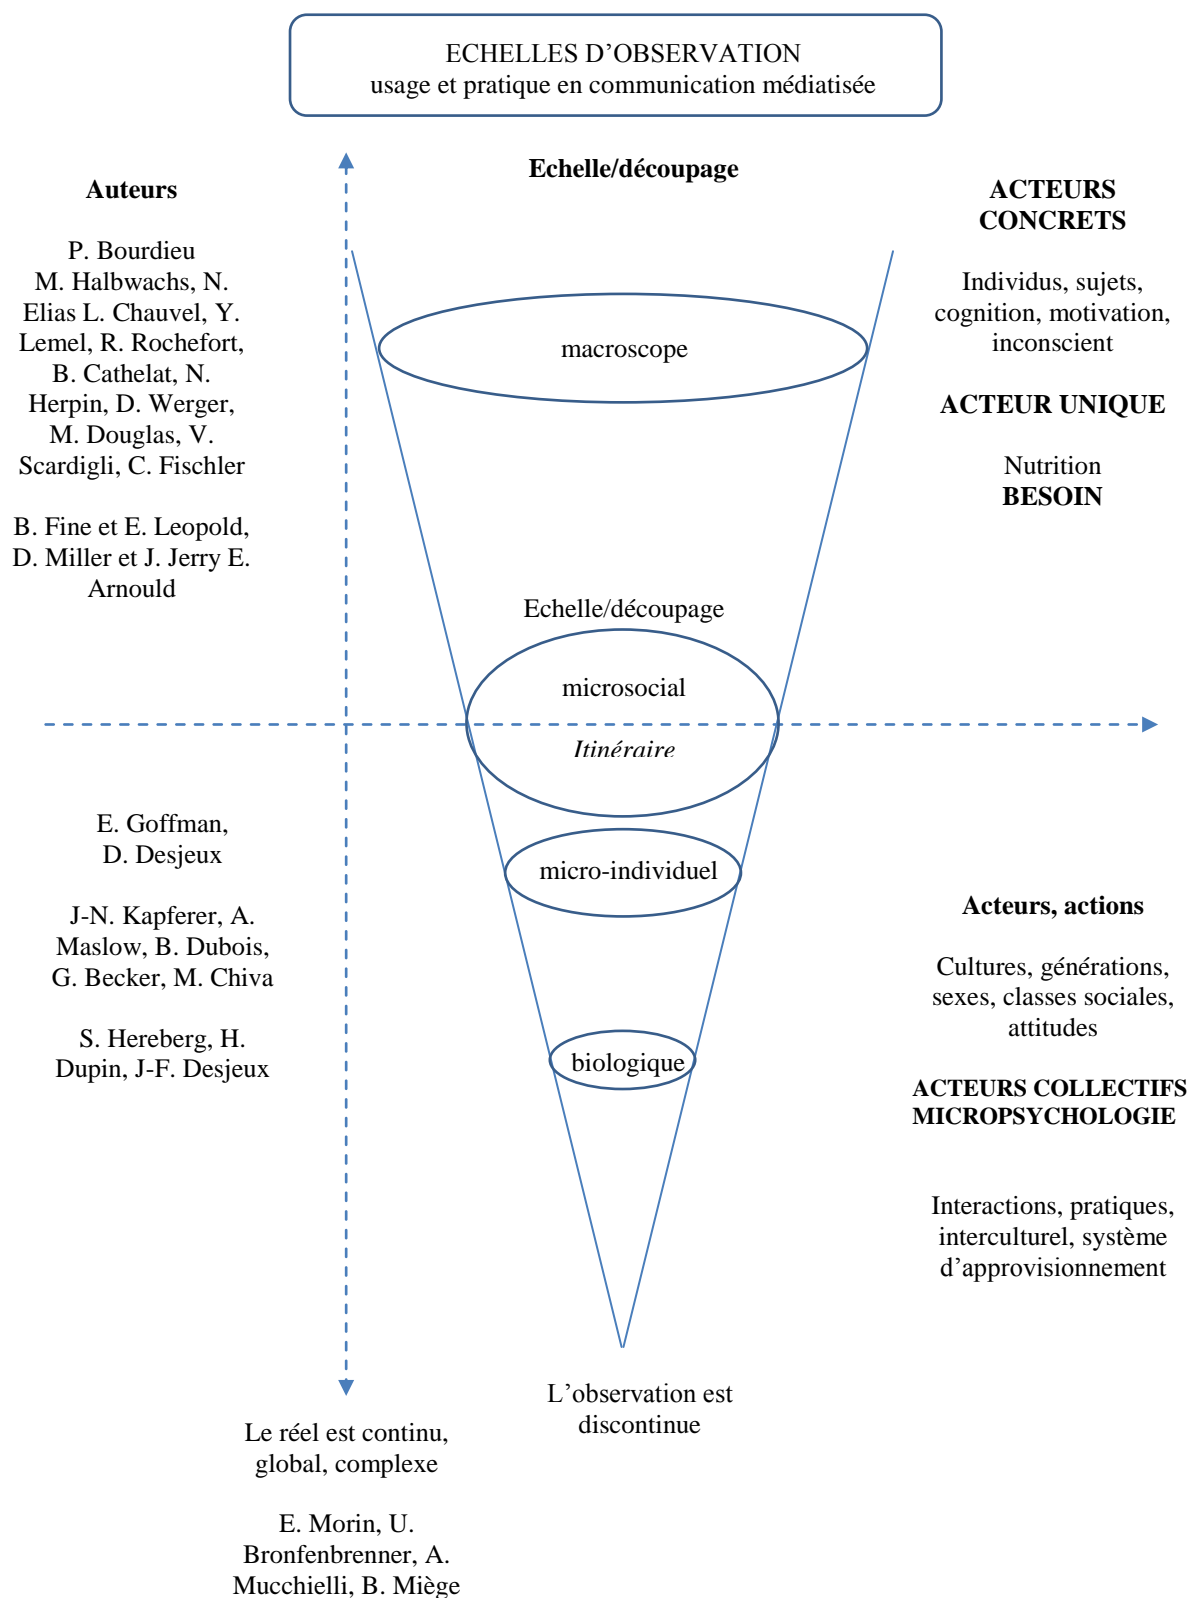 ECHELLES D’OBSERVATION
usage et pratique en communication médiatisée
Auteurs
P. Bourdieu
M. Halbwachs, N.
Elias L. Chauvel, Y.
Lemel, R. Rochefort,
B. Cathelat, N.
Herpin, D. Werger,
M. Douglas, V.
Scardigli, C. Fischler
B. Fine et E. Leopold,
D. Miller et J. Jerry E.
Arnould
E. Goffman,
D. Desjeux
J-N. Kapferer, A.
Maslow, B. Dubois,
G. Becker, M. Chiva
S. Hereberg, H.
Dupin, J-F. Desjeux
Le réel est continu,
global, complexe
E. Morin, U.
Bronfenbrenner, A.
Mucchielli, B. Miège
Echelle/découpage
macroscope
Echelle/découpage
microsocial
Itinéraire
micro-individuel
biologique
L’observation est
discontinue
ACTEURS
CONCRETS
Individus, sujets,
cognition, motivation,
inconscient
ACTEUR UNIQUE
Nutrition
BESOIN
Acteurs, actions
Cultures, générations,
sexes, classes sociales,
attitudes
ACTEURS COLLECTIFS
MICROPSYCHOLOGIE
Interactions, pratiques,
interculturel, système
d’approvisionnement